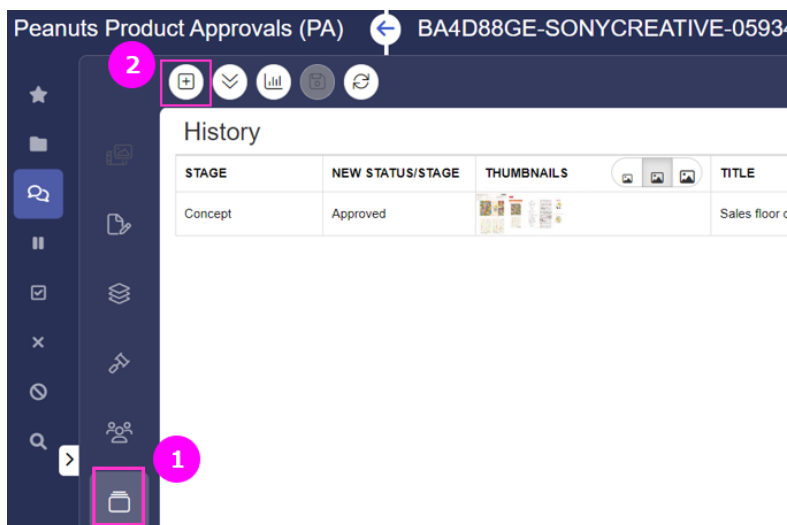 Peanuts Product Approvals (PA)
BA4D88GE-SONYCREATIVE-05934
2
History
STAGE
NEW STATUS/STAGE
THUMBNAILS
TITLE
Concept
Approved
Sales floor
1